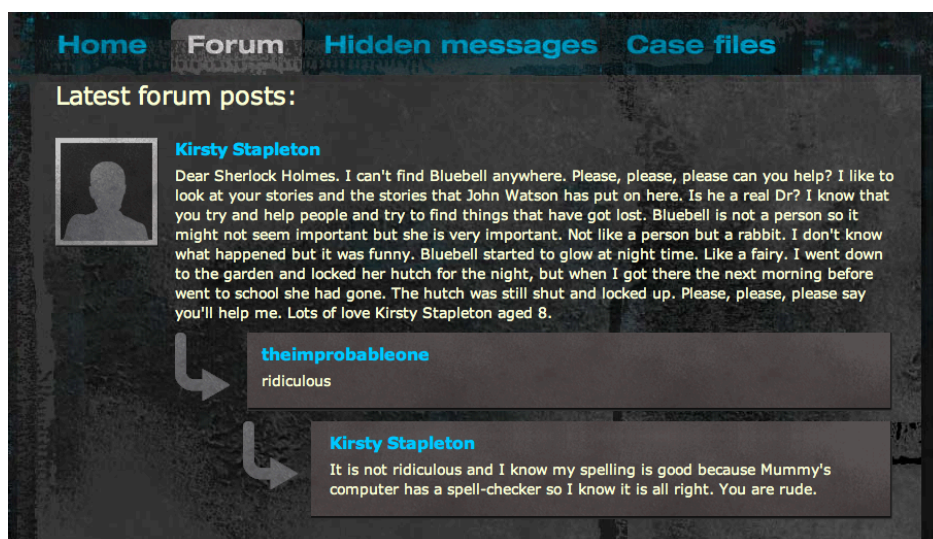 Home Forum Hidden messages Case files
Latest forum posts:
Kirsty Stapleton
Dear Sherlock Holmes. I can't find Bluebell anywhere. Please, please, please can you help? I like to
look at your stories and the stories that John Watson has put on here. Is he a real Dr? I know that
you try and help people and try to find things that have got lost. Bluebell is not a person so it
might not seem important but she is very important. Not like a person but a rabbit. I don't know
what happened but it was funny. Bluebell started to glow at night time. Like a fairy. I went down
to the garden and locked her hutch for the night, but when I got there the next morning before
went to school she had gone. The hutch was still shut and locked up. Please, please, please say
you'll help me. Lots of love Kirsty Stapleton aged 8.
theimprobableone
ridiculous
Kirsty Stapleton
It is not ridiculous and I know my spelling is good because Mummy's
computer has a spell-checker so I know it is all right. You are rude.